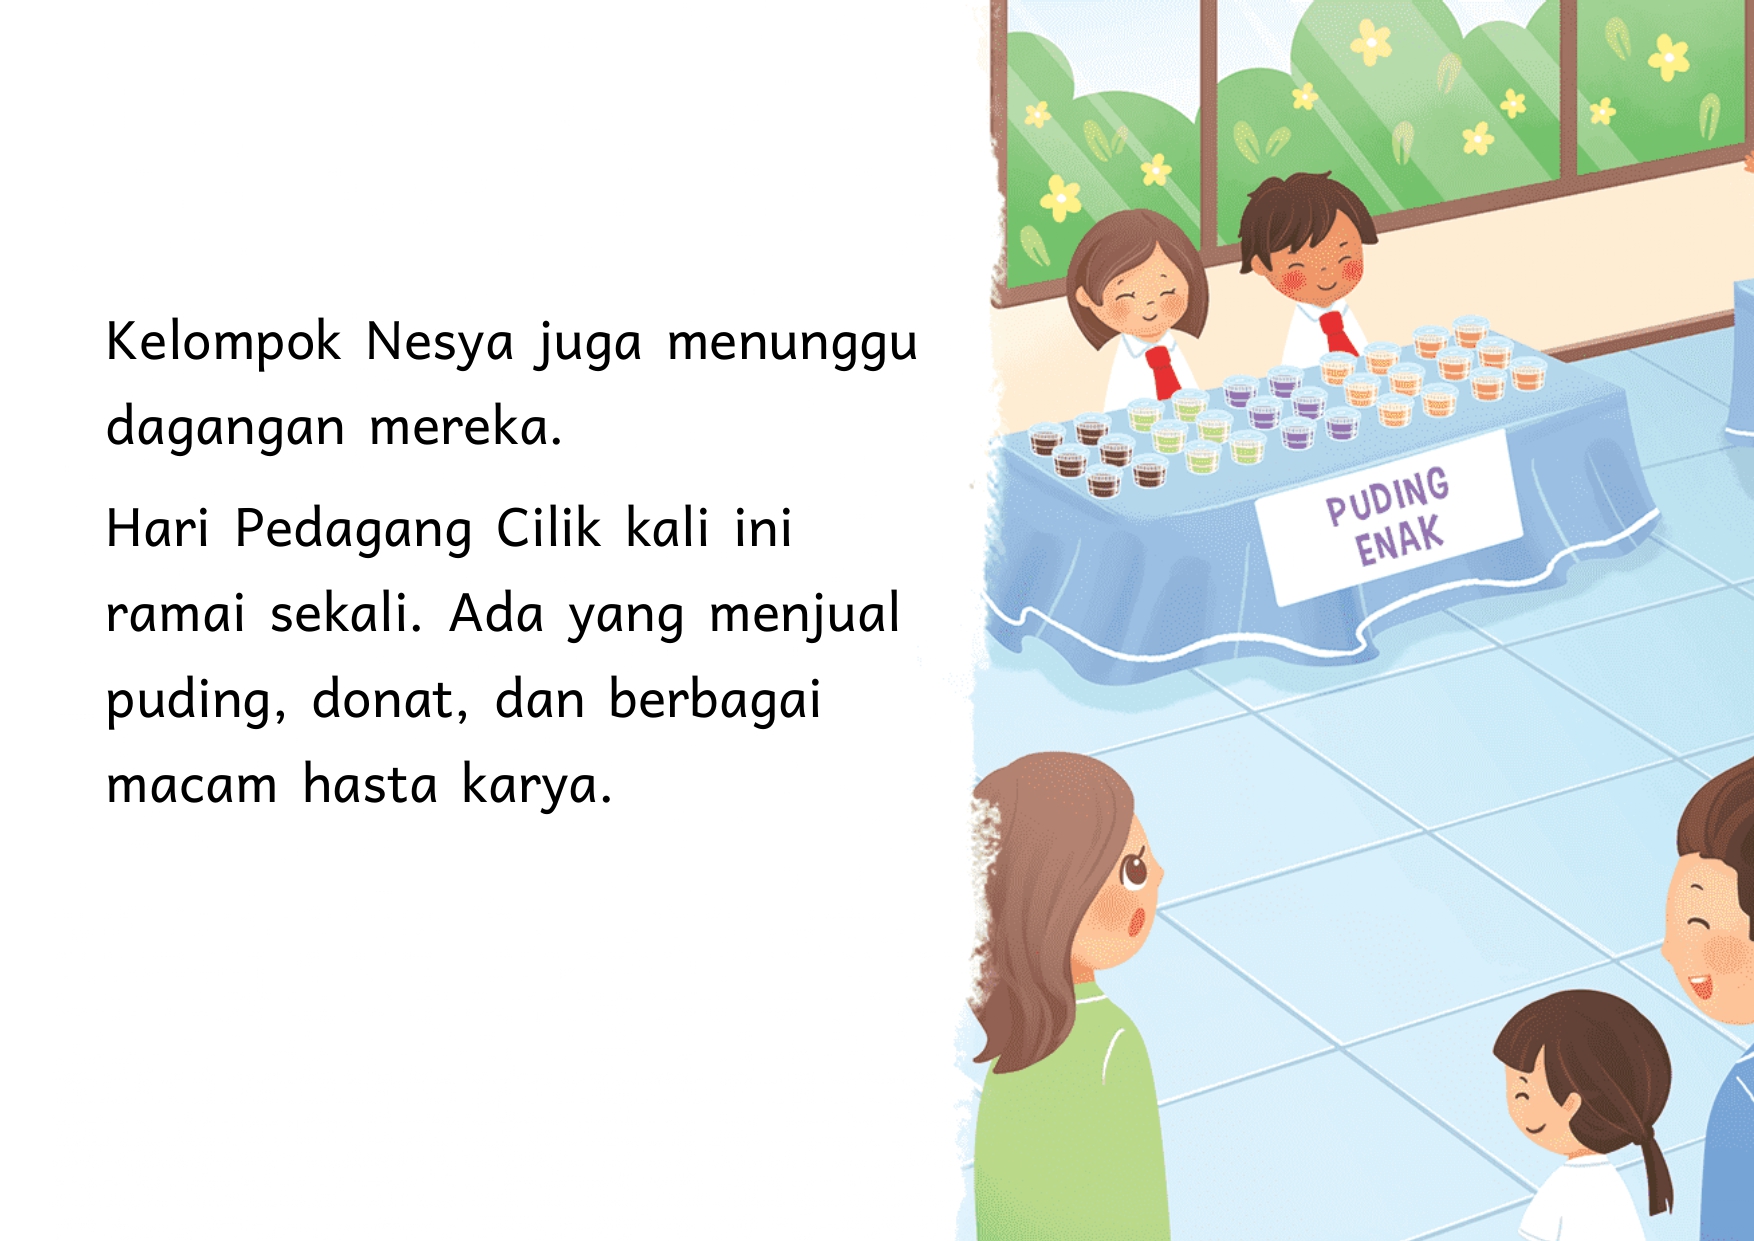 Kelompok Nesya juga menunggu
dagangan mereka.
Hari Pedagang Cilik kali ini
ramai sekali. Ada yang menjual
puding, donat, dan berbagai
macam hasta karya.
PUDING
ENAK